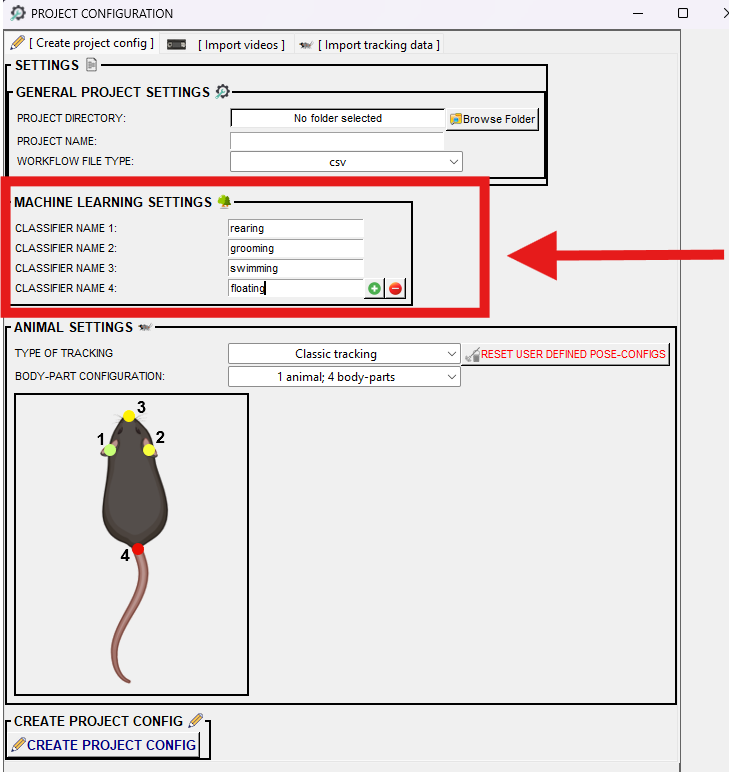 PROJECT CONFIGURATION
[ Create project config ] [ Import videos ] [ Import tracking data ]
SETTINGS
GENERAL PROJECT SETTINGS
PROJECT DIRECTORY: No folder selected Browse Folder
PROJECT NAME:
WORKFLOW FILE TYPE: csv
MACHINE LEARNING SETTINGS
CLASSIFIER NAME 1: rearing
CLASSIFIER NAME 2: grooming
CLASSIFIER NAME 3: swimming
CLASSIFIER NAME 4: floating
ANIMAL SETTINGS
TYPE OF TRACKING Classic tracking RESET USER DEFINED POSE-CONFIGS
BODY-PART CONFIGURATION: 1 animal; 4 body-parts
3
1 2
4
CREATE PROJECT CONFIG
CREATE PROJECT CONFIG